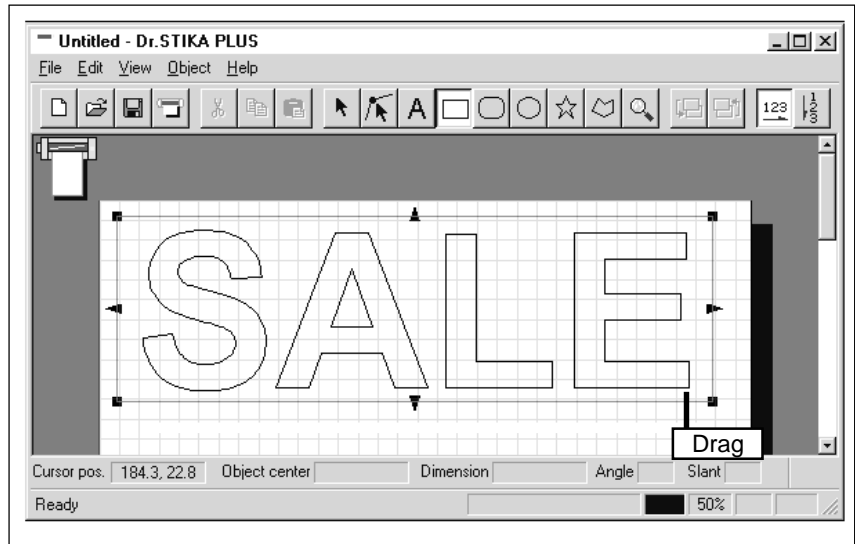 Untitled - Dr.STIKA PLUS
File Edit View Object Help
A 123 1 2 3
SALE
Drag
Cursor pos. 184.3, 22.8 Object center Dimension Angle Slant
Ready 50%